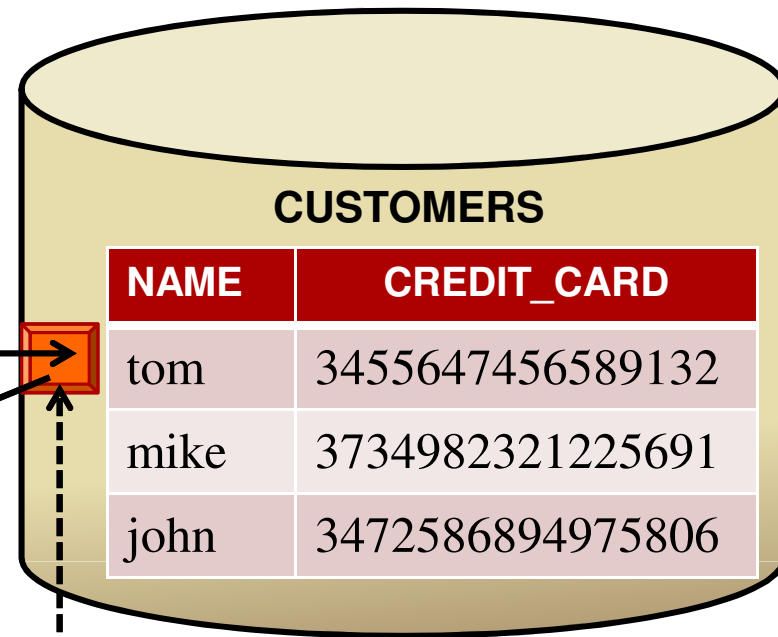 CUSTOMERS
NAME CREDIT_CARD
tom 3455647456589132
mike 3734982321225691
john 3472586894975806